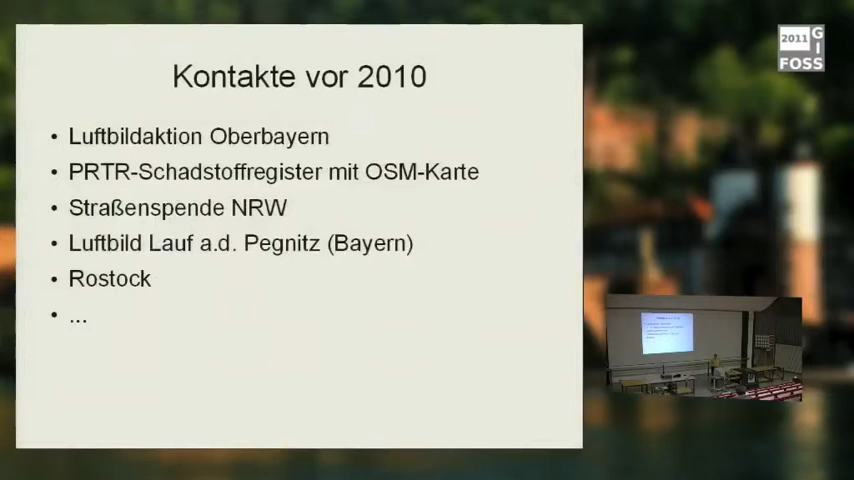 Kontakte vor 2010
• Luftbildaktion Oberbayern
• PRTR-Schadstoffregister mit OSM-Karte
• Straßenspende NRW
• Luftbild Lauf a.d. Pegnitz (Bayern)
• Rostock
• ...
2011 G
I
FOSS